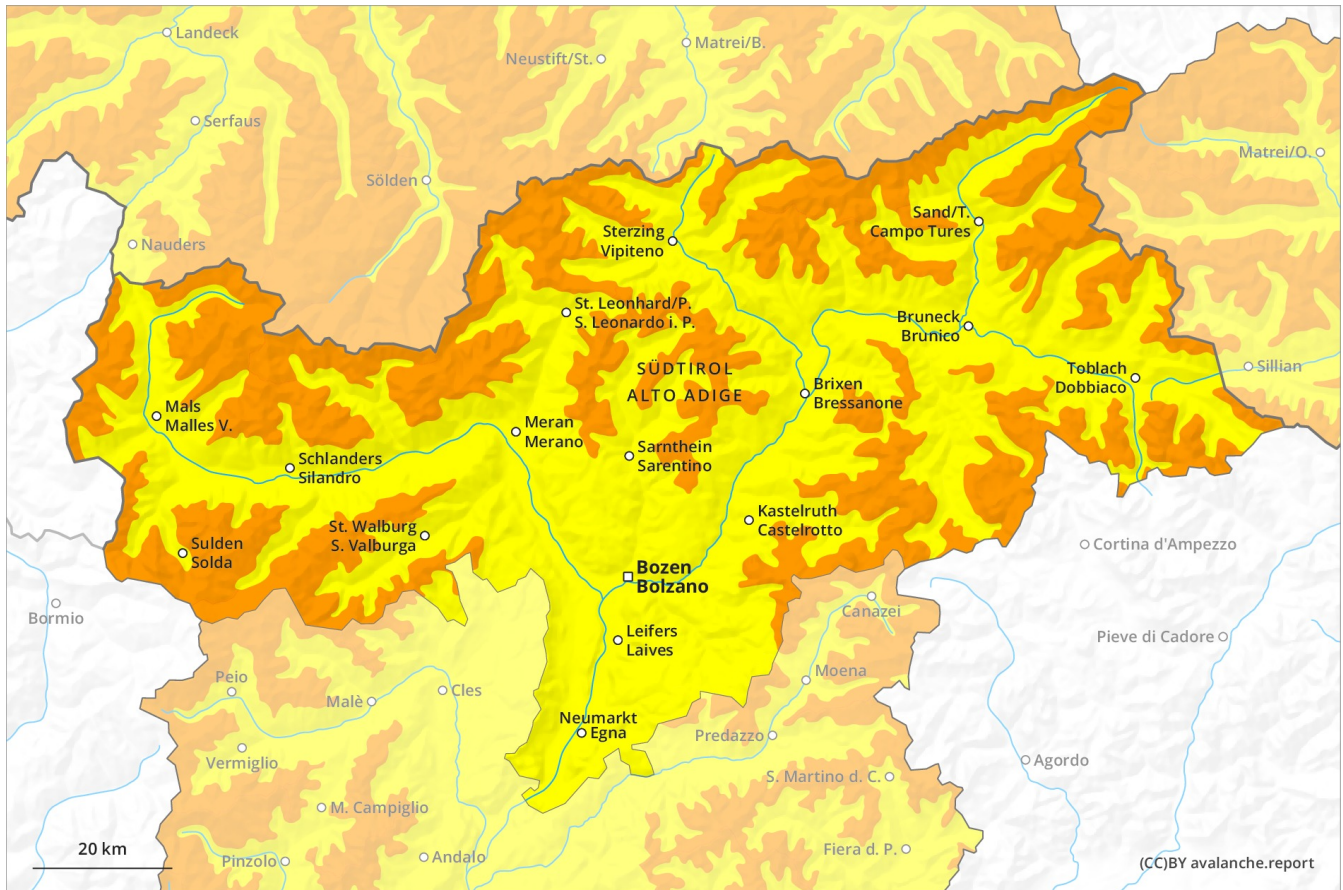 Landeck
Matrei/B.
Neustift/St.
Serfaus
Matrei/O.
Sölden
Sand/T.
Campo Tures
Nauders
Sterzing
Vipiteno
St. Leonhard/P.
S. Leonardo i. P.
Bruneck
Brunico
SÜDTIROL
ALTO ADIGE
Toblach
Dobbiaco
Sillian
Brixen
Bressanone
Mals
Malles V.
Meran
Merano
Sarnthein
Sarentino
Schlanders
Silandro
Kastelruth
Castelrotto
St. Walburg
S. Valburga
Sulden
Solda
Cortina d'Ampezzo
Bozen
Bolzano
Bormio
Canazei
Leifers
Laives
Pieve di Cadore
Peio
Moena
Malè
Cles
Neumarkt
Egna
Predazzo
Vermiglio
Agordo
S. Martino d. C.
M. Campiglio
20 km
Pinzolo
Andalo
Fiera d. P.
(CC)BY avalanche.report